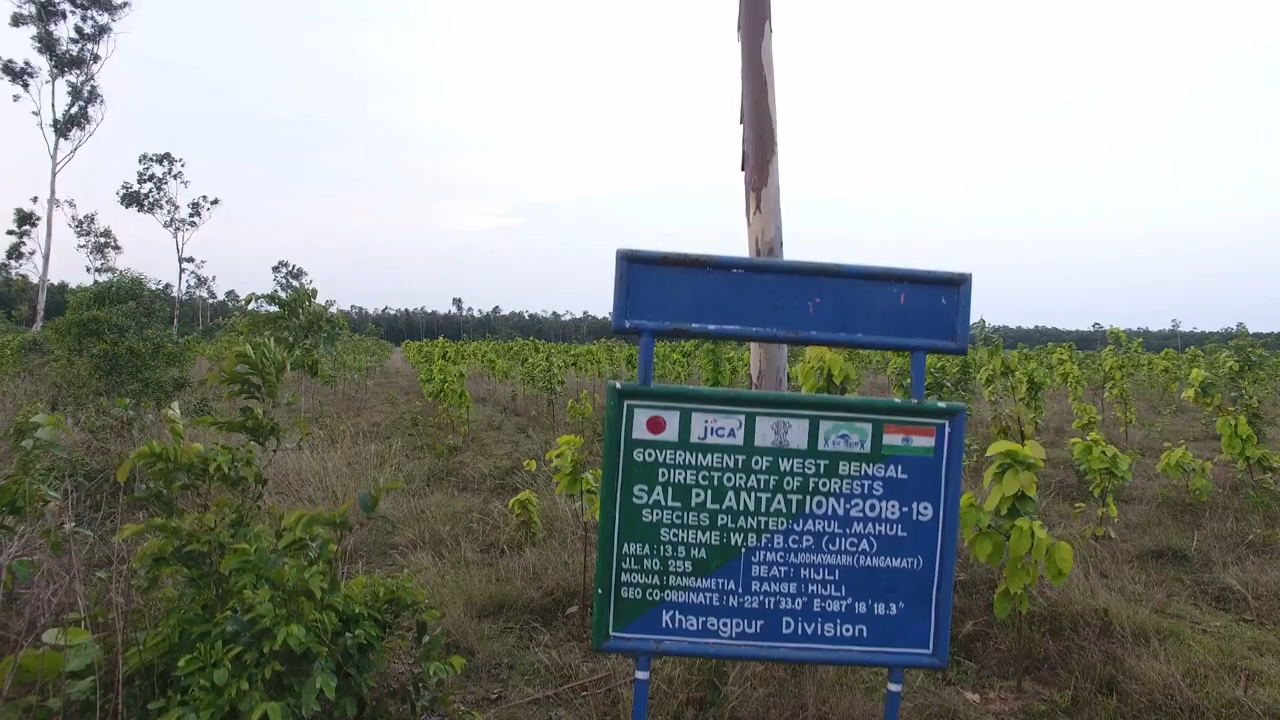 jICA
GOVERNMENT OF WEST BENGAL
DIRECTORATF OF FORESTS
SAL PLANTATION-2018-19
SPECIES PLANTED: JARUL, MAHUL
SCHEME: W.B.F.B.C.P. (JICA)
AREA: 13.5 HA
J.L. NO. 255
MOUJA: RANGAMETIA
JFMC: AJODHAYAGARH (RANGAMATI)
BEAT: HIJLI
RANGE: HIJLI
GEO CO-ORDINATE: N-22°17'33.0" E-087°18'18.3"
Kharagpur Division